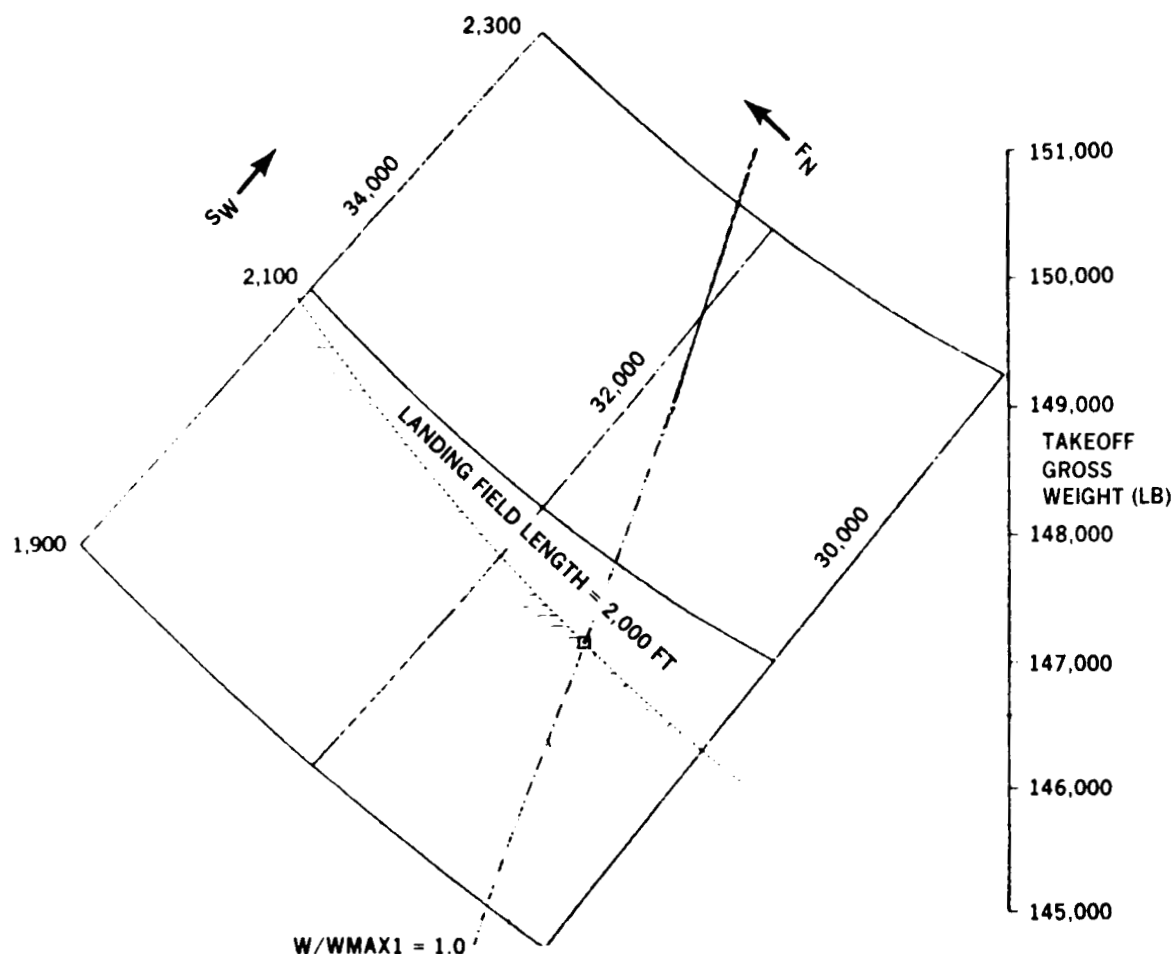 2,300
FN
151,000
34,000
SW
150,000
2,100
32,000
149,000
TAKEOFF
GROSS
WEIGHT (LB)
LANDING FIELD LENGTH = 2,000 FT
148,000
30,000
1,900
147,000
146,000
145,000
W/WMAX1 = 1.0